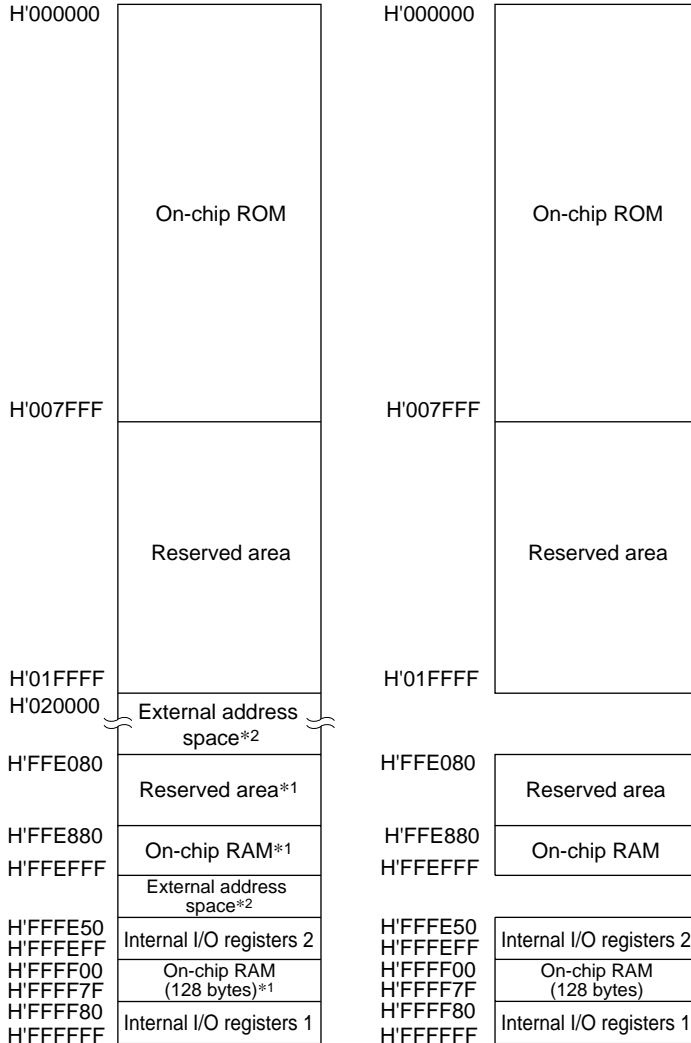 H'000000
On-chip ROM
H'007FFF
Reserved area
H'01FFFF
H'020000
External address
space*2
H'FFE080
Reserved area*1
H'FFE880
On-chip RAM*1
H'FFEFFF
External address
space*2
H'FFFE50
Internal I/O registers 2
H'FFFEFF
H'FFFF00
On-chip RAM
(128 bytes)*1
H'FFFF7F
H'FFFF80
Internal I/O registers 1
H'FFFFFF
H'000000
On-chip ROM
H'007FFF
Reserved area
H'01FFFF
H'FFE080
Reserved area
H'FFE880
On-chip RAM
H'FFEFFF
H'FFFE50
Internal I/O registers 2
H'FFFEFF
H'FFFF00
On-chip RAM
(128 bytes)
H'FFFF7F
H'FFFF80
Internal I/O registers 1
H'FFFFFF